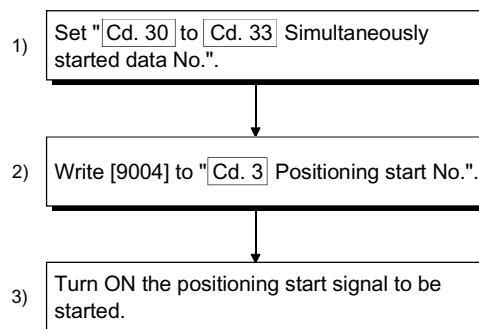 1)
Set "Cd. 30 to Cd. 33 Simultaneously
started data No.".
2)
Write [9004] to "Cd. 3 Positioning start No.".
3)
Turn ON the positioning start signal to be
started.